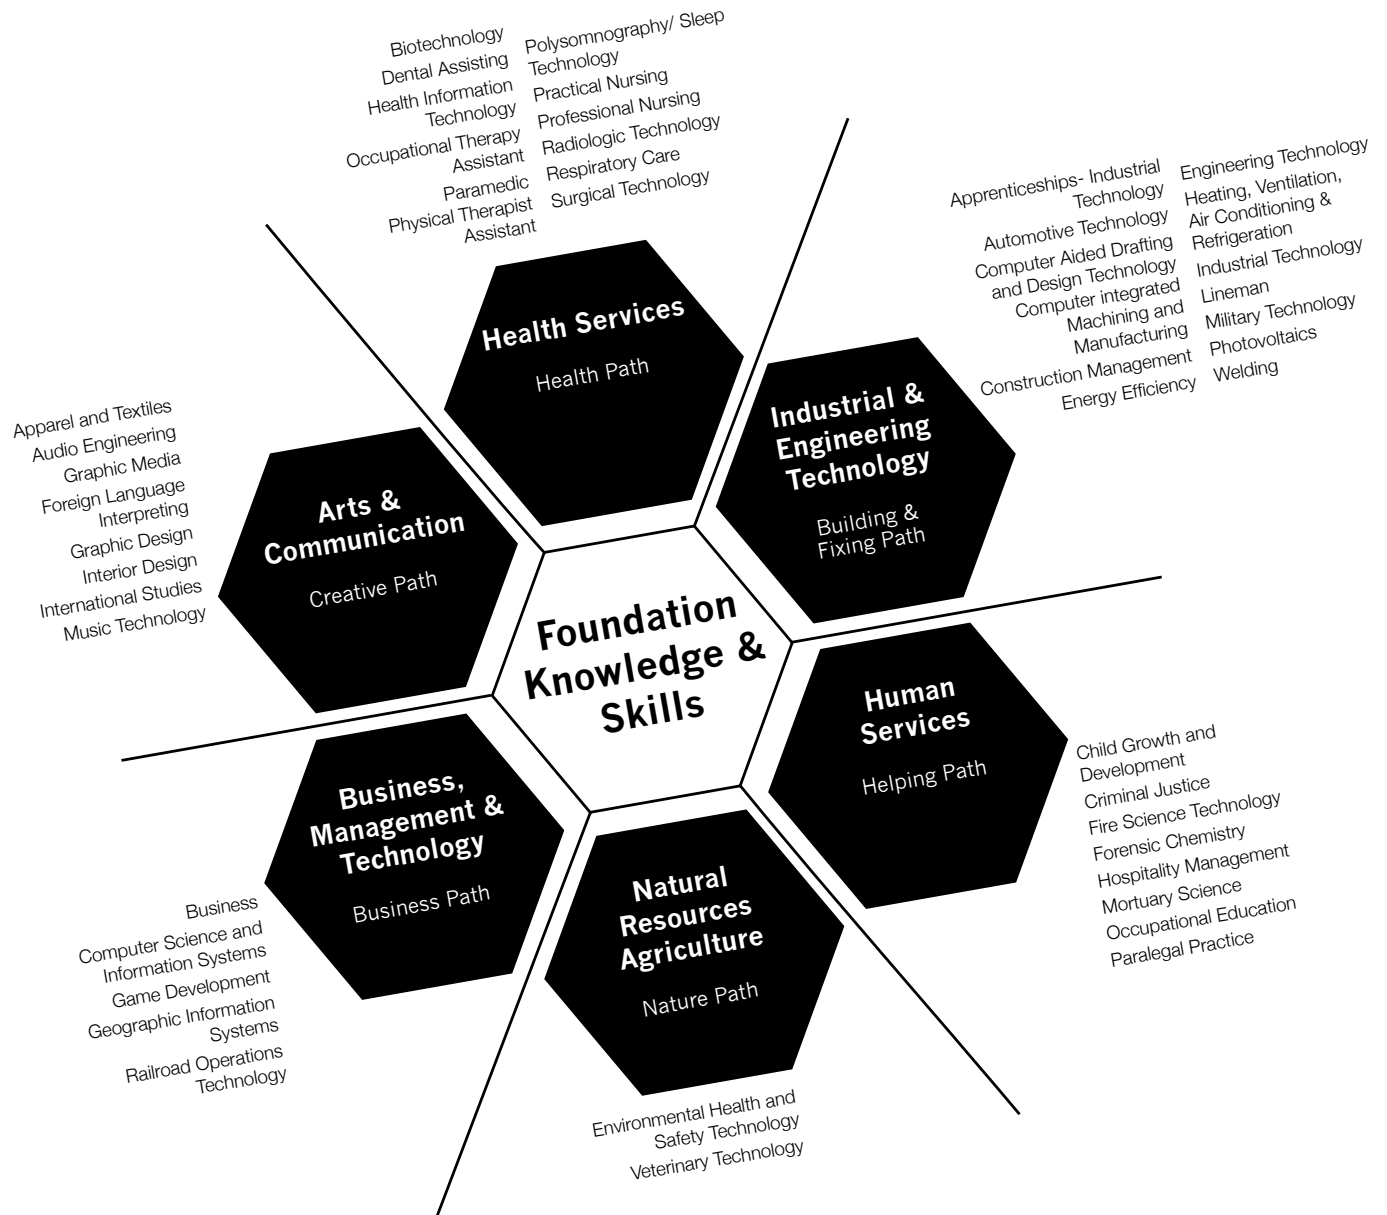 Biotechnology
Dental Assisting
Health Information
Technology
Occupational Therapy
Assistant
Paramedic
Physical Therapist
Assistant
Polysomnography/ Sleep
Technology
Practical Nursing
Professional Nursing
Radiologic Technology
Respiratory Care
Surgical Technology
Health Services
Health Path
Apprenticeships- Industrial
Technology
Automotive Technology
Computer Aided Drafting
and Design Technology
Computer integrated
Machining and
Manufacturing
Construction Management
Energy Efficiency
Engineering Technology
Heating, Ventilation,
Air Conditioning &
Refrigeration
Industrial Technology
Lineman
Military Technology
Photovoltaics
Welding
Industrial &
Engineering
Technology
Building &
Fixing Path
Apparel and Textiles
Audio Engineering
Graphic Media
Foreign Language
Interpreting
Graphic Design
Interior Design
International Studies
Music Technology
Arts &
Communication
Creative Path
Foundation
Knowledge &
Skills
Human
Services
Helping Path
Child Growth and
Development
Criminal Justice
Fire Science Technology
Forensic Chemistry
Hospitality Management
Mortuary Science
Occupational Education
Paralegal Practice
Business,
Management &
Technology
Business Path
Business
Computer Science and
Information Systems
Game Development
Geographic Information
Systems
Railroad Operations
Technology
Natural
Resources
Agriculture
Nature Path
Environmental Health and
Safety Technology
Veterinary Technology